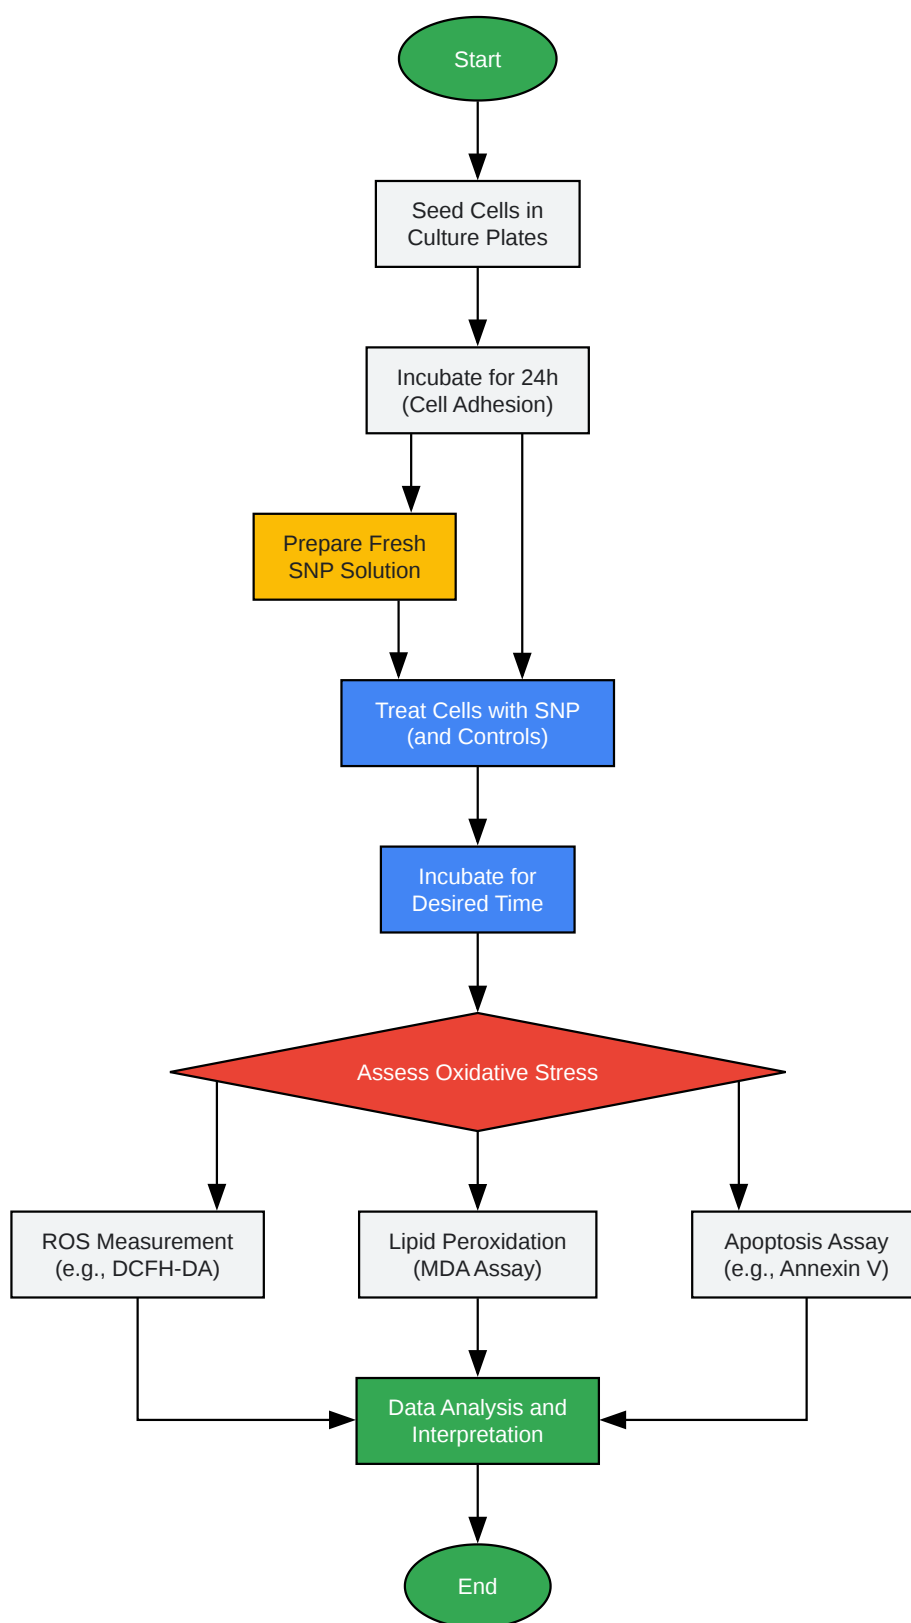 Start
Seed Cells in
Culture Plates
Incubate for 24h
(Cell Adhesion)
Prepare Fresh
SNP Solution
Treat Cells with SNP
(and Controls)
Incubate for
Desired Time
Assess Oxidative Stress
ROS Measurement
(e.g., DCFH-DA)
Lipid Peroxidation
(MDA Assay)
Apoptosis Assay
(e.g., Annexin V)
Data Analysis and
Interpretation
End